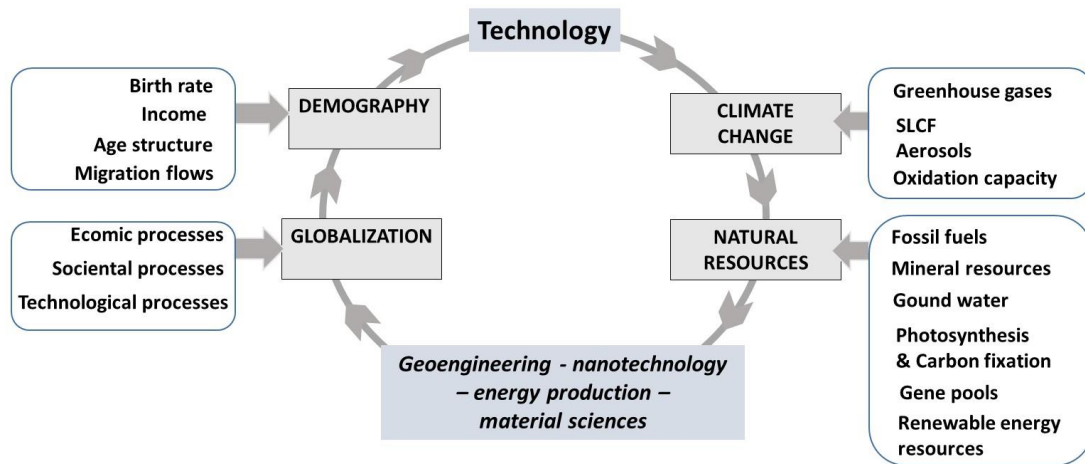 Technology
Birth rate
Income
Age structure
Migration flows
DEMOGRAPHY
CLIMATE
CHANGE
Greenhouse gases
SLCF
Aerosols
Oxidation capacity
Ecomic processes
Sociental processes
Technological processes
GLOBALIZATION
NATURAL
RESOURCES
Fossil fuels
Mineral resources
Gound water
Photosynthesis
& Carbon fixation
Gene pools
Renewable energy
resources
Geoengineering - nanotechnology
– energy production –
material sciences